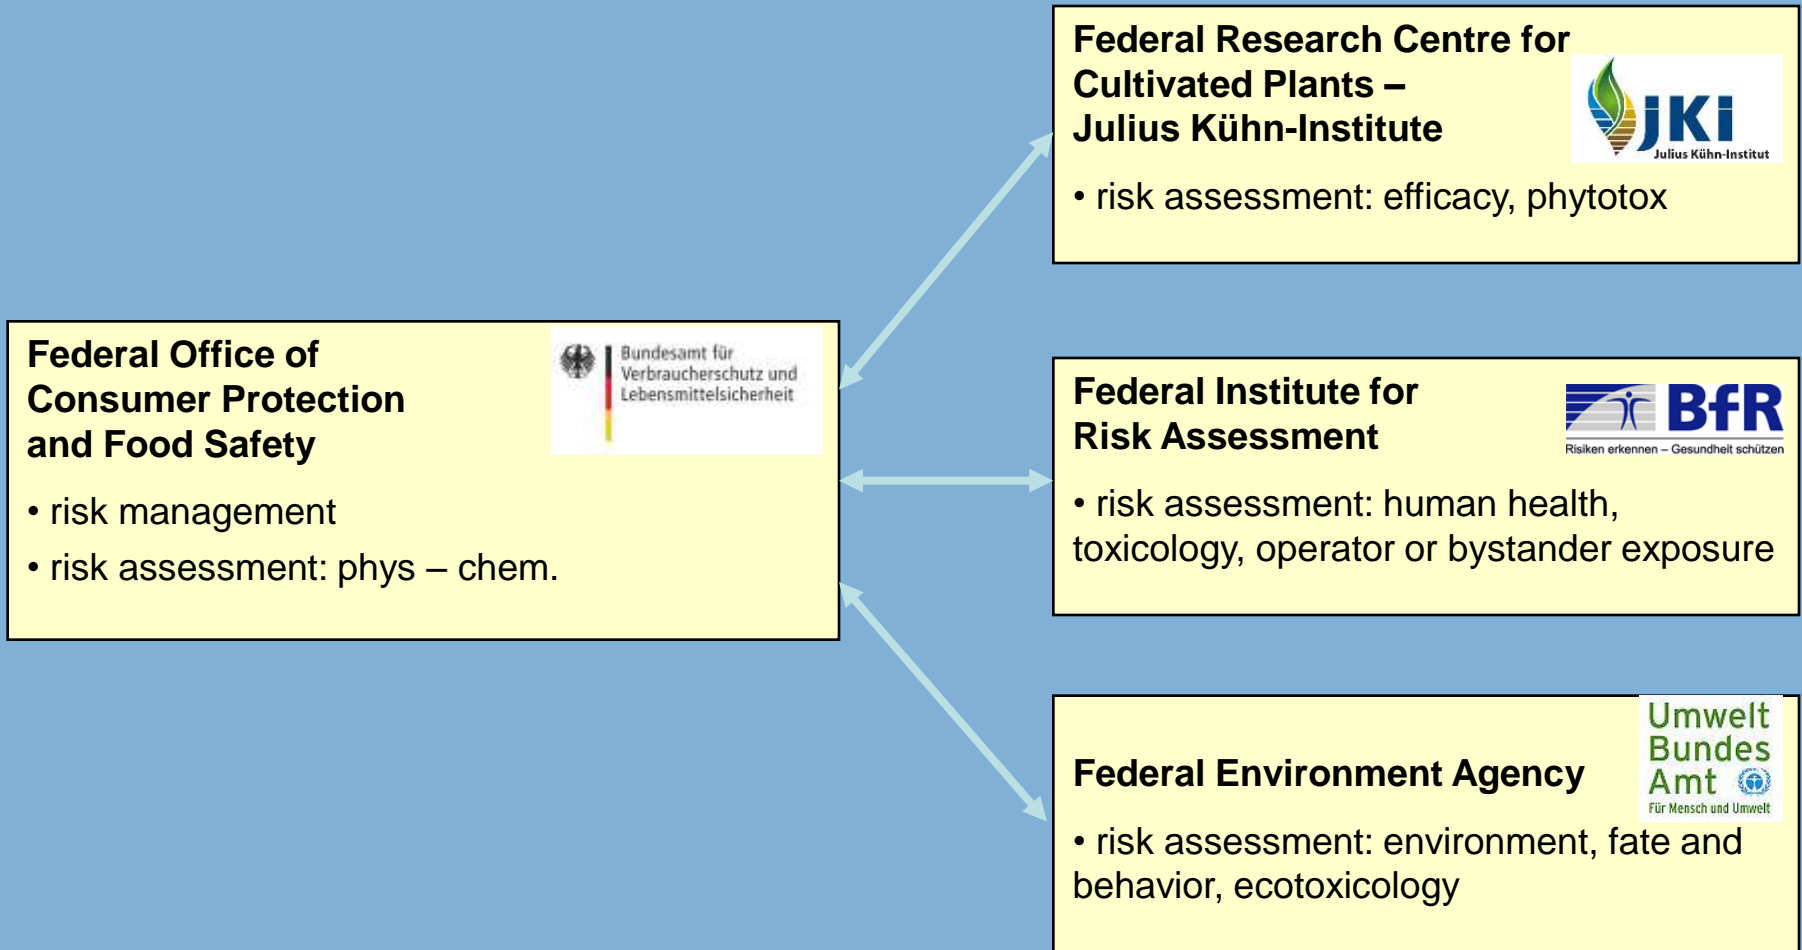 Federal Research Centre for
Cultivated Plants –
Julius Kühn-Institute
JKI
Julius Kühn-Institut
• risk assessment: efficacy, phytotox
Federal Office of
Consumer Protection
and Food Safety
Bundesamt für
Verbraucherschutz und
Lebensmittelsicherheit
• risk management
• risk assessment: phys – chem.
Federal Institute for
Risk Assessment
BfR
Risiken erkennen – Gesundheit schützen
• risk assessment: human health,
toxicology, operator or bystander exposure
Federal Environment Agency
Umwelt
Bundes
Amt
Für Mensch und Umwelt
• risk assessment: environment, fate and
behavior, ecotoxicology